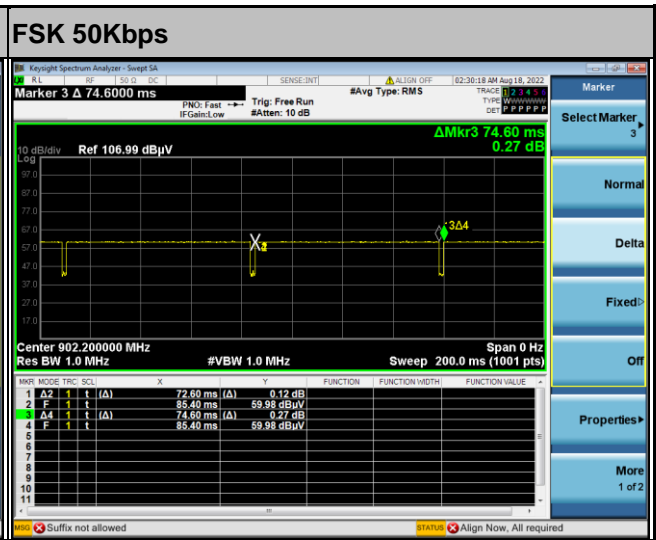 FSK 50Kbps
Keysight Spectrum Analyzer - Swept SA
RL RF 50 Ω DC SENSE:INT ALIGN OFF 02:30:18 AM Aug 18, 2022
Marker 3 Δ 74.6000 ms
PNO: Fast
IFGain:Low
Trig: Free Run
#Atten: 10 dB
#Avg Type: RMS
TRACE 1 2 3 4 5 6
TYPE WWWWWW
DET P P P P P P
ΔMkr3 74.60 ms
0.27 dB
10 dB/div Ref 106.99 dBµV
Log
97.0
87.0
77.0
67.0
57.0
47.0
37.0
27.0
17.0
3Δ4
Center 902.200000 MHz Span 0 Hz
Res BW 1.0 MHz #VBW 1.0 MHz Sweep 200.0 ms (1001 pts)
MKR MODE TRC SCL X Y FUNCTION FUNCTION WIDTH FUNCTION VALUE
1 Δ2 1 t (Δ) 72.60 ms (Δ) 0.12 dB
2 F 1 t 85.40 ms 59.98 dBµV
3 Δ4 1 t (Δ) 74.60 ms (Δ) 0.27 dB
4 F 1 t 85.40 ms 59.98 dBµV
5
6
7
8
9
10
11
MSG Suffix not allowed STATUS Align Now, All required
Marker
Select Marker
3
Normal
Delta
Fixed
Off
Properties
More
1 of 2